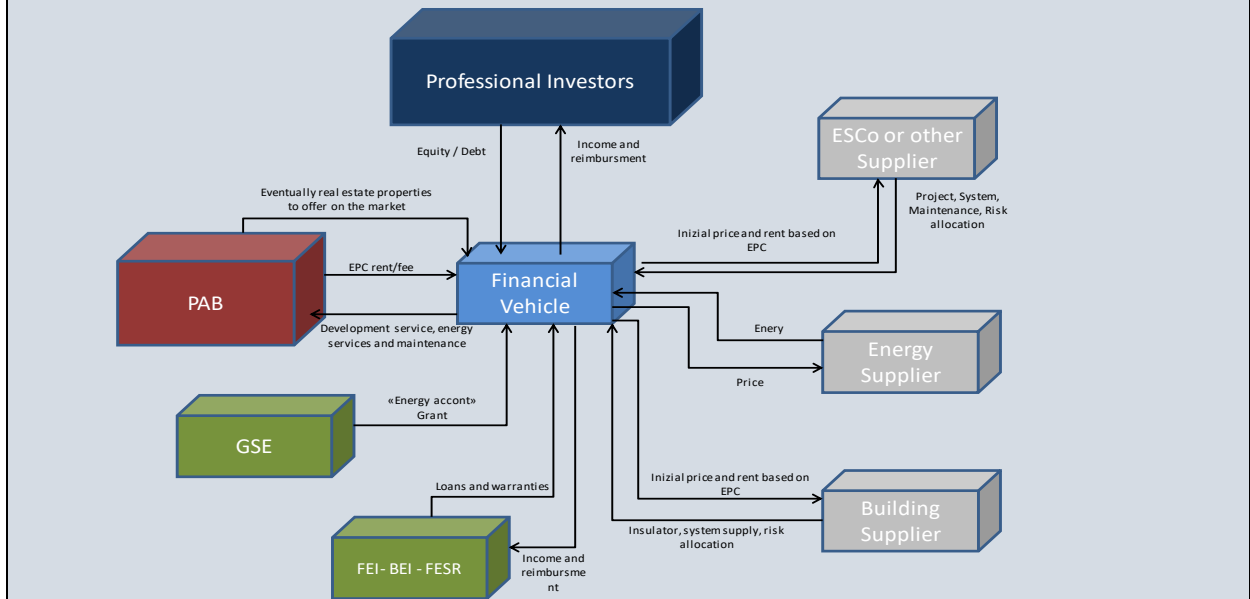 Professional Investors
ESCo or other
Supplier
Equity / Debt
Income and
reimbursment
Eventually real estate properties
to offer on the market
Project, System,
Maintenance, Risk
allocation
Inizial price and rent based on
EPC
EPC rent/fee
Financial
Vehicle
PAB
Development service, energy
services and maintenance
Enery
Energy
Supplier
Price
«Energy accont»
Grant
GSE
Loans and warranties
Inizial price and rent based on
EPC
Building
Supplier
Insulator, system supply, risk
allocation
FEI- BEI - FESR
Income and
reimbursme
nt